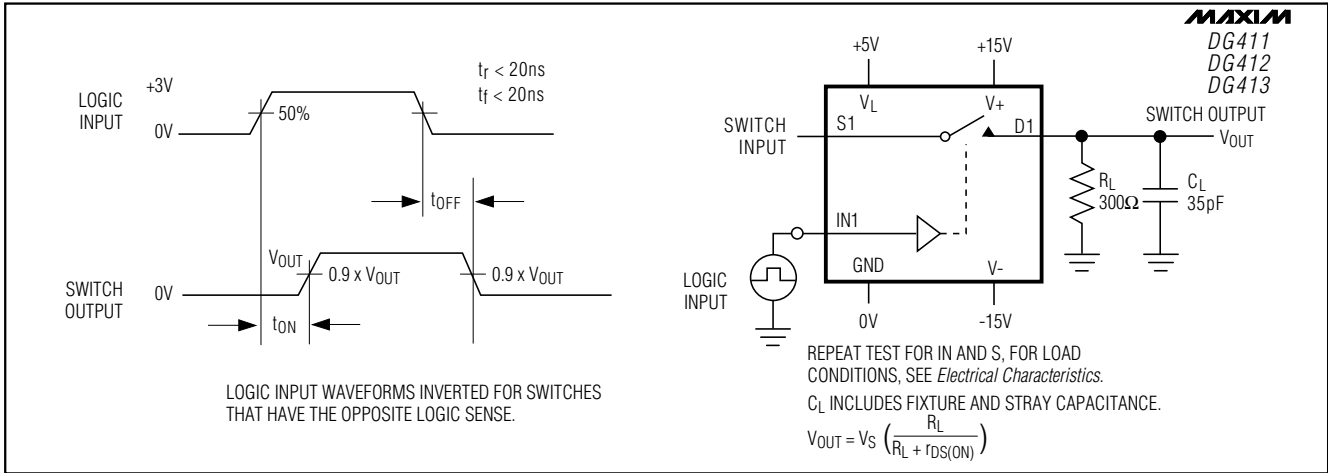 tr < 20ns
tf < 20ns
LOGIC
INPUT
+3V
0V
50%
tOFF
VOUT
0.9 x VOUT
0.9 x VOUT
SWITCH
OUTPUT
0V
tON
LOGIC INPUT WAVEFORMS INVERTED FOR SWITCHES
THAT HAVE THE OPPOSITE LOGIC SENSE.
MAXIM
DG411
DG412
DG413
+5V
+15V
VL
V+
SWITCH
INPUT
S1
D1
SWITCH OUTPUT
VOUT
RL
300Ω
CL
35pF
IN1
LOGIC
INPUT
GND
V-
0V
-15V
REPEAT TEST FOR IN AND S, FOR LOAD
CONDITIONS, SEE Electrical Characteristics.
CL INCLUDES FIXTURE AND STRAY CAPACITANCE.
VOUT = VS (RL / RL + rDS(ON))